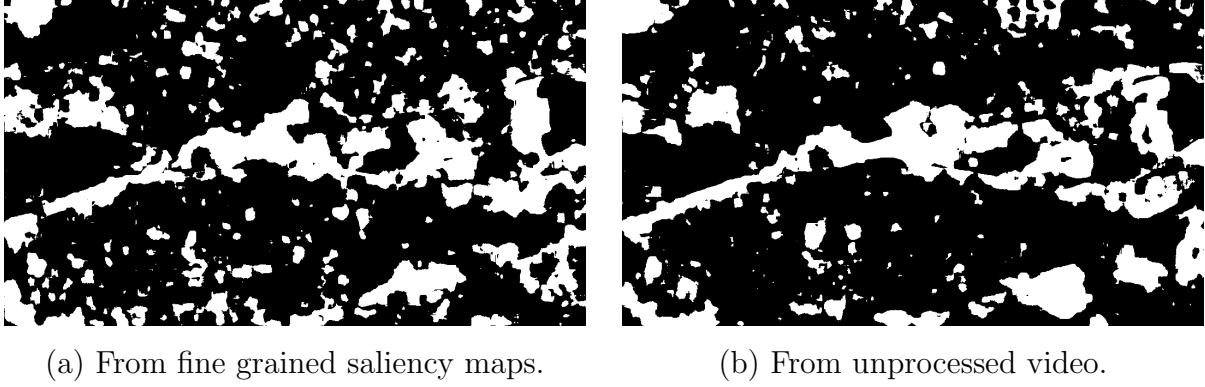 (a) From fine grained saliency maps.
(b) From unprocessed video.